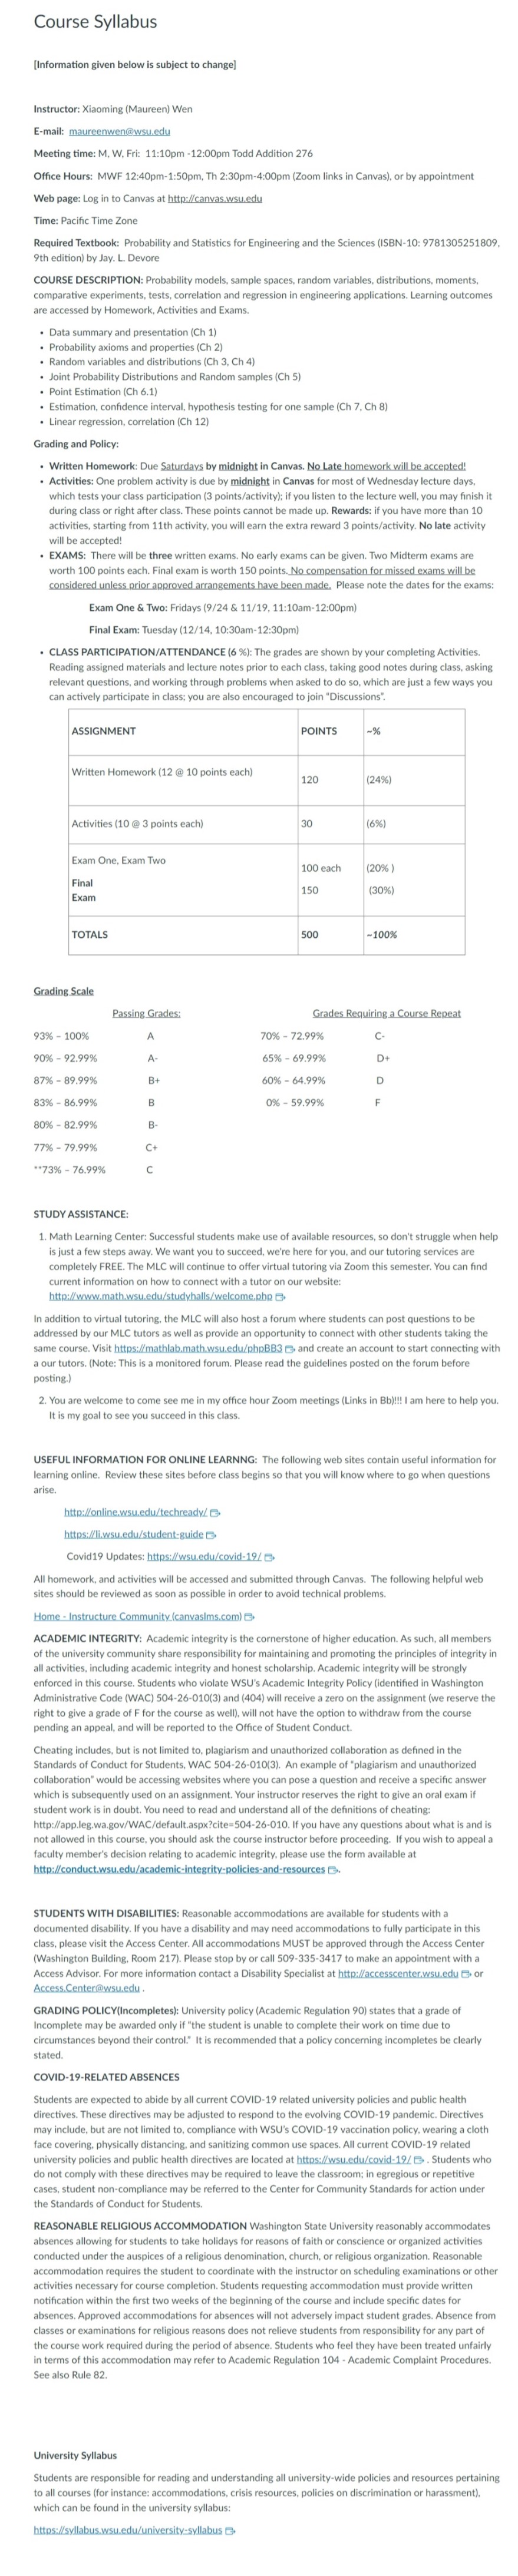 Course Syllabus
[Information given below is subject to change]
Instructor: Xiaoming (Maureen) Wen
E-mail: maureenwen@wsu.edu
Meeting time: M, W, Fri: 11:10pm -12:00pm Todd Addition 276
Office Hours: MWF 12:40pm-1:50pm, Th 2:30pm-4:00pm (Zoom links in Canvas), or by appointment
Web page: Log in to Canvas at http://canvas.wsu.edu
Time: Pacific Time Zone
Required Textbook: Probability and Statistics for Engineering and the Sciences (ISBN-10: 9781305251809,
9th edition) by Jay. L. Devore
COURSE DESCRIPTION: Probability models, sample spaces, random variables, distributions, moments,
comparative experiments, tests, correlation and regression in engineering applications. Learning outcomes
are accessed by Homework, Activities and Exams.
• Data summary and presentation (Ch 1)
• Probability axioms and properties (Ch 2)
• Random variables and distributions (Ch 3, Ch 4)
• Joint Probability Distributions and Random samples (Ch 5)
• Point Estimation (Ch 6.1)
• Estimation, confidence interval, hypothesis testing for one sample (Ch 7, Ch 8)
• Linear regression, correlation (Ch 12)
Grading and Policy:
• Written Homework: Due Saturdays by midnight in Canvas. No Late homework will be accepted!
• Activities: One problem activity is due by midnight in Canvas for most of Wednesday lecture days,
which tests your class participation (3 points/activity); if you listen to the lecture well, you may finish it
during class or right after class. These points cannot be made up. Rewards: if you have more than 10
activities, starting from 11th activity, you will earn the extra reward 3 points/activity. No late activity
will be accepted!
• EXAMS: There will be three written exams. No early exams can be given. Two Midterm exams are
worth 100 points each. Final exam is worth 150 points. No compensation for missed exams will be
considered unless prior approved arrangements have been made. Please note the dates for the exams:
Exam One & Two: Fridays (9/24 & 11/19, 11:10am-12:00pm)
Final Exam: Tuesday (12/14, 10:30am-12:30pm)
• CLASS PARTICIPATION/ATTENDANCE (6 %): The grades are shown by your completing Activities.
Reading assigned materials and lecture notes prior to each class, taking good notes during class, asking
relevant questions, and working through problems when asked to do so, which are just a few ways you
can actively participate in class; you are also encouraged to join "Discussions".
ASSIGNMENT POINTS ~%
Written Homework (12 @ 10 points each) 120 (24%)
Activities (10 @ 3 points each) 30 (6%)
Exam One, Exam Two 100 each (20% )
Final
Exam 150 (30%)
TOTALS 500 ~100%
Grading Scale
Passing Grades: Grades Requiring a Course Repeat
93% – 100% A 70% – 72.99% C-
90% – 92.99% A- 65% – 69.99% D+
87% – 89.99% B+ 60% – 64.99% D
83% – 86.99% B 0% – 59.99% F
80% – 82.99% B-
77% – 79.99% C+
**73% – 76.99% C
STUDY ASSISTANCE:
1. Math Learning Center: Successful students make use of available resources, so don't struggle when help
is just a few steps away. We want you to succeed, we're here for you, and our tutoring services are
completely FREE. The MLC will continue to offer virtual tutoring via Zoom this semester. You can find
current information on how to connect with a tutor on our website:
http://www.math.wsu.edu/studyhalls/welcome.php
In addition to virtual tutoring, the MLC will also host a forum where students can post questions to be
addressed by our MLC tutors as well as provide an opportunity to connect with other students taking the
same course. Visit https://mathlab.math.wsu.edu/phpBB3 and create an account to start connecting with
a our tutors. (Note: This is a monitored forum. Please read the guidelines posted on the forum before
posting.)
2. You are welcome to come see me in my office hour Zoom meetings (Links in Bb)!!! I am here to help you.
It is my goal to see you succeed in this class.
USEFUL INFORMATION FOR ONLINE LEARNNG: The following web sites contain useful information for
learning online. Review these sites before class begins so that you will know where to go when questions
arise.
http://online.wsu.edu/techready/
https://li.wsu.edu/student-guide
Covid19 Updates: https://wsu.edu/covid-19/
All homework, and activities will be accessed and submitted through Canvas. The following helpful web
sites should be reviewed as soon as possible in order to avoid technical problems.
Home - Instructure Community (canvaslms.com)
ACADEMIC INTEGRITY: Academic integrity is the cornerstone of higher education. As such, all members
of the university community share responsibility for maintaining and promoting the principles of integrity in
all activities, including academic integrity and honest scholarship. Academic integrity will be strongly
enforced in this course. Students who violate WSU's Academic Integrity Policy (identified in Washington
Administrative Code (WAC) 504-26-010(3) and (404) will receive a zero on the assignment (we reserve the
right to give a grade of F for the course as well), will not have the option to withdraw from the course
pending an appeal, and will be reported to the Office of Student Conduct.
Cheating includes, but is not limited to, plagiarism and unauthorized collaboration as defined in the
Standards of Conduct for Students, WAC 504-26-010(3). An example of "plagiarism and unauthorized
collaboration" would be accessing websites where you can pose a question and receive a specific answer
which is subsequently used on an assignment. Your instructor reserves the right to give an oral exam if
student work is in doubt. You need to read and understand all of the definitions of cheating:
http://app.leg.wa.gov/WAC/default.aspx?cite=504-26-010. If you have any questions about what is and is
not allowed in this course, you should ask the course instructor before proceeding. If you wish to appeal a
faculty member's decision relating to academic integrity, please use the form available at
http://conduct.wsu.edu/academic-integrity-policies-and-resources .
STUDENTS WITH DISABILITIES: Reasonable accommodations are available for students with a
documented disability. If you have a disability and may need accommodations to fully participate in this
class, please visit the Access Center. All accommodations MUST be approved through the Access Center
(Washington Building, Room 217). Please stop by or call 509-335-3417 to make an appointment with a
Access Advisor. For more information contact a Disability Specialist at http://accesscenter.wsu.edu or
Access.Center@wsu.edu .
GRADING POLICY(Incompletes): University policy (Academic Regulation 90) states that a grade of
Incomplete may be awarded only if "the student is unable to complete their work on time due to
circumstances beyond their control." It is recommended that a policy concerning incompletes be clearly
stated.
COVID-19-RELATED ABSENCES
Students are expected to abide by all current COVID-19 related university policies and public health
directives. These directives may be adjusted to respond to the evolving COVID-19 pandemic. Directives
may include, but are not limited to, compliance with WSU's COVID-19 vaccination policy, wearing a cloth
face covering, physically distancing, and sanitizing common use spaces. All current COVID-19 related
university policies and public health directives are located at https://wsu.edu/covid-19/ . Students who
do not comply with these directives may be required to leave the classroom; in egregious or repetitive
cases, student non-compliance may be referred to the Center for Community Standards for action under
the Standards of Conduct for Students.
REASONABLE RELIGIOUS ACCOMMODATION Washington State University reasonably accommodates
absences allowing for students to take holidays for reasons of faith or conscience or organized activities
conducted under the auspices of a religious denomination, church, or religious organization. Reasonable
accommodation requires the student to coordinate with the instructor on scheduling examinations or other
activities necessary for course completion. Students requesting accommodation must provide written
notification within the first two weeks of the beginning of the course and include specific dates for
absences. Approved accommodations for absences will not adversely impact student grades. Absence from
classes or examinations for religious reasons does not relieve students from responsibility for any part of
the course work required during the period of absence. Students who feel they have been treated unfairly
in terms of this accommodation may refer to Academic Regulation 104 - Academic Complaint Procedures.
See also Rule 82.
University Syllabus
Students are responsible for reading and understanding all university-wide policies and resources pertaining
to all courses (for instance: accommodations, crisis resources, policies on discrimination or harassment),
which can be found in the university syllabus:
https://syllabus.wsu.edu/university-syllabus